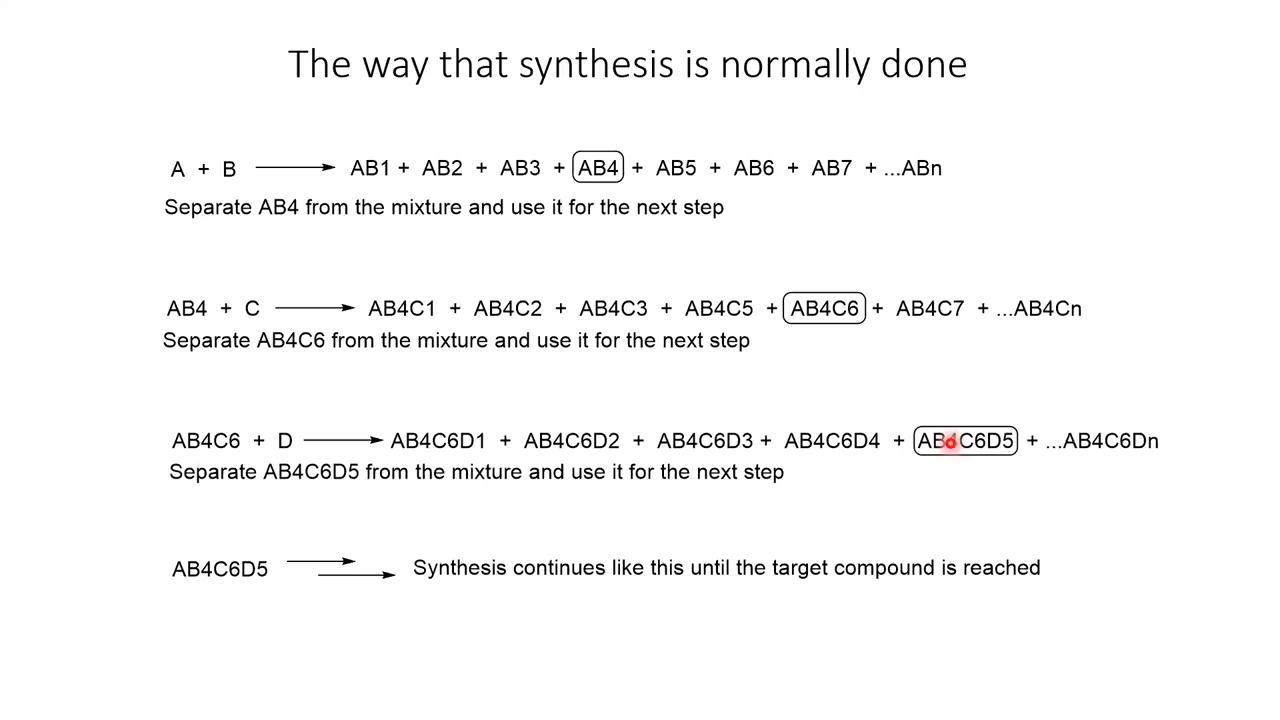 The way that synthesis is normally done
A + B AB1 + AB2 + AB3 + AB4 + AB5 + AB6 + AB7 + ...ABn
Separate AB4 from the mixture and use it for the next step
AB4 + C AB4C1 + AB4C2 + AB4C3 + AB4C5 + AB4C6 + AB4C7 + ...AB4Cn
Separate AB4C6 from the mixture and use it for the next step
AB4C6 + D AB4C6D1 + AB4C6D2 + AB4C6D3 + AB4C6D4 + AB4C6D5 + ...AB4C6Dn
Separate AB4C6D5 from the mixture and use it for the next step
AB4C6D5 Synthesis continues like this until the target compound is reached